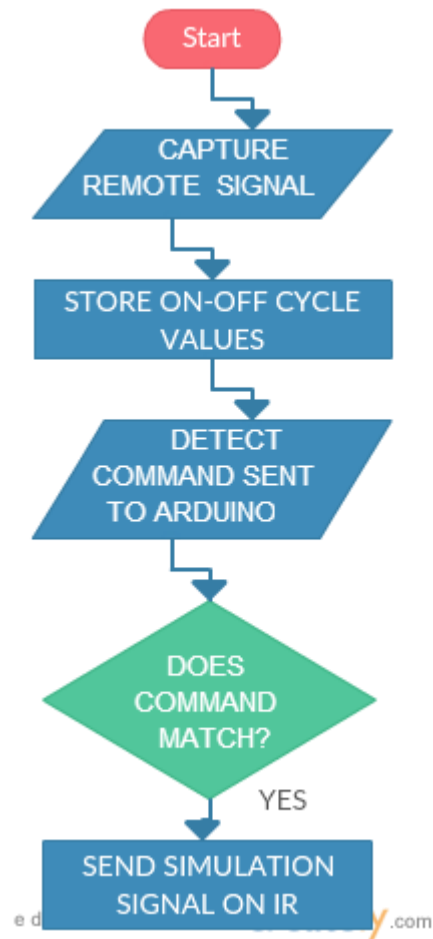 Start
CAPTURE
REMOTE SIGNAL
STORE ON-OFF CYCLE
VALUES
DETECT
COMMAND SENT
TO ARDUINO
DOES
COMMAND
MATCH?
YES
SEND SIMULATION
SIGNAL ON IR
.com